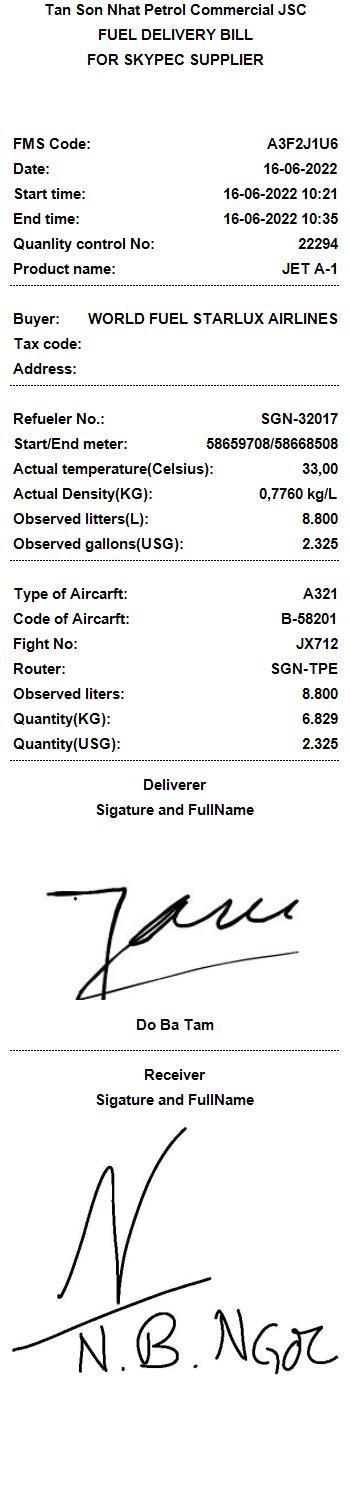 Tan Son Nhat Petrol Commercial JSC
FUEL DELIVERY BILL
FOR SKYPEC SUPPLIER
FMS Code: A3F2J1U6
Date: 16-06-2022
Start time: 16-06-2022 10:21
End time: 16-06-2022 10:35
Quanlity control No: 22294
Product name: JET A-1
Buyer: WORLD FUEL STARLUX AIRLINES
Tax code:
Address:
Refueler No.: SGN-32017
Start/End meter: 58659708/58668508
Actual temperature(Celsius): 33,00
Actual Density(KG): 0,7760 kg/L
Observed litters(L): 8.800
Observed gallons(USG): 2.325
Type of Aircarft: A321
Code of Aircarft: B-58201
Fight No: JX712
Router: SGN-TPE
Observed liters: 8.800
Quantity(KG): 6.829
Quantity(USG): 2.325
Deliverer
Sigature and FullName
Tam
Do Ba Tam
Receiver
Sigature and FullName
N
N.B. NGOC